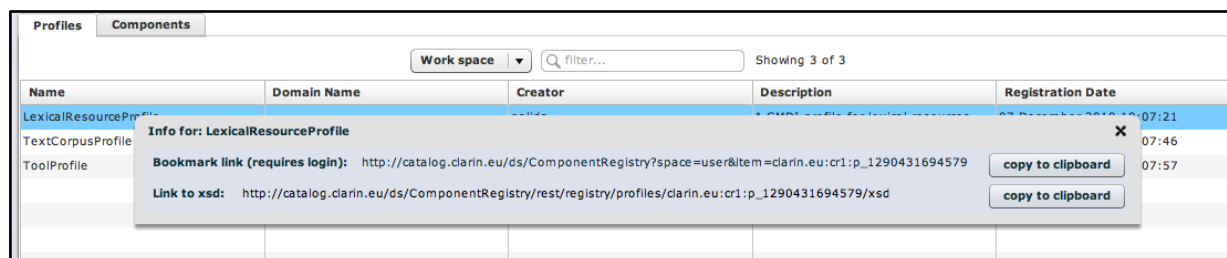 Profiles Components
Work space filter... Showing 3 of 3
Name Domain Name Creator Description Registration Date
LexicalResourceProfile :07:21
Info for: LexicalResourceProfile
TextCorpusProfile :07:46
Bookmark link (requires login): http://catalog.clarin.eu/ds/ComponentRegistry?space=user&item=clarin.eu:cr1:p_1290431694579 copy to clipboard
ToolProfile :07:57
Link to xsd: http://catalog.clarin.eu/ds/ComponentRegistry/rest/registry/profiles/clarin.eu:cr1:p_1290431694579/xsd copy to clipboard